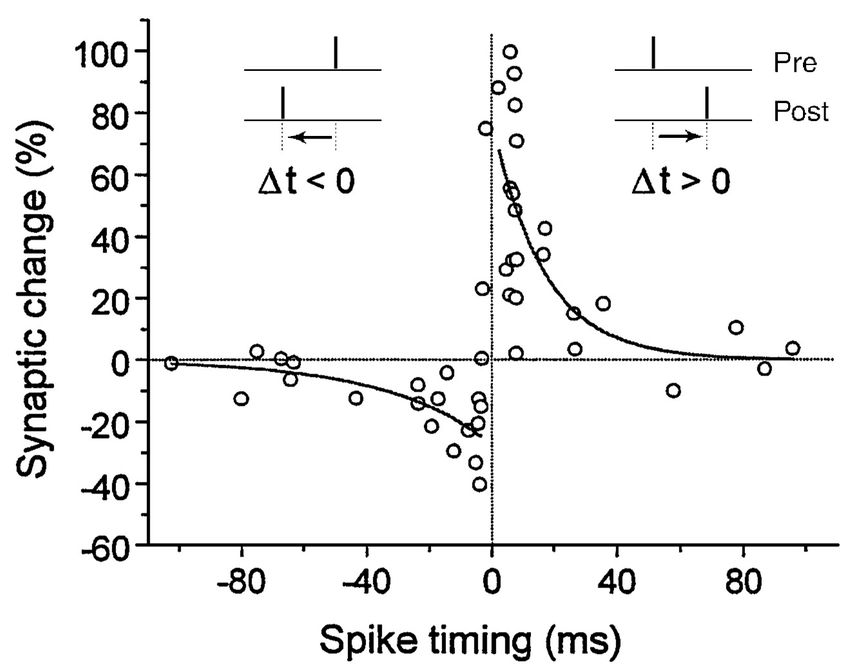 Synaptic change (%)
100
80
60
40
20
0
-20
-40
-60
Pre
Post
Δt < 0
Δt > 0
-80
-40
0
40
80
Spike timing (ms)